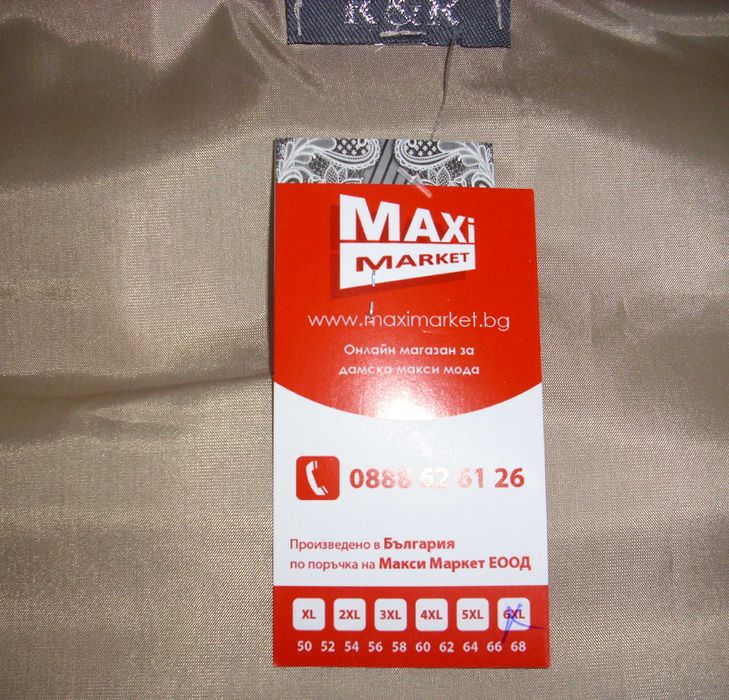 K & K
MAXi
MARKET
www.maximarket.bg
Онлайн магазан за
дамска макси мода
0888 62 61 26
Произведено в България
по поръчка на Макси Маркет ЕООД
XL 2XL 3XL 4XL 5XL 6XL
50 52 54 56 58 60 62 64 66 68